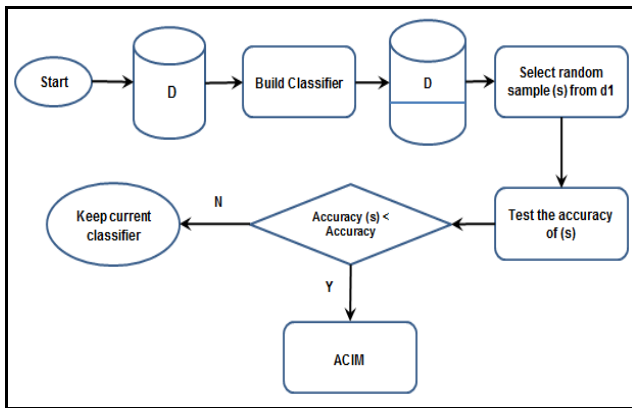 Start
D
Build Classifier
D
Select random
sample (s) from d1
Test the accuracy
of (s)
Accuracy (s) <
Accuracy
N
Keep current
classifier
Y
ACIM